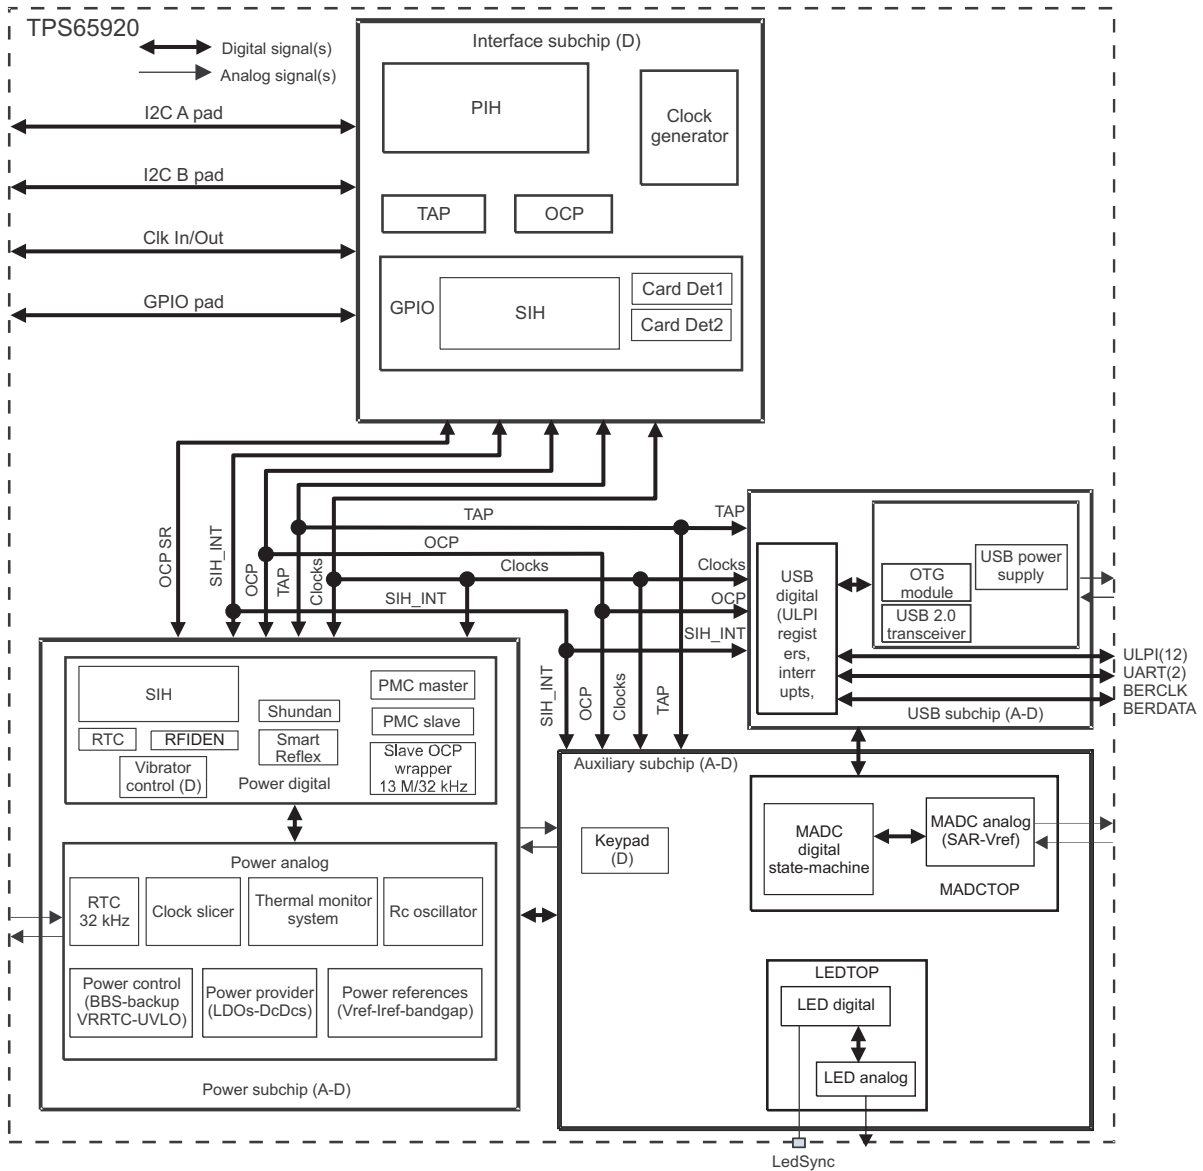 TPS65920
Digital signal(s)
Analog signal(s)
I2C A pad
I2C B pad
Clk In/Out
GPIO pad
Interface subchip (D)
PIH
Clock
generator
TAP
OCP
GPIO
SIH
Card Det1
Card Det2
OCP SR
SIH_INT
OCP
TAP
Clocks
TAP
OCP
Clocks
SIH_INT
TAP
Clocks
OCP
SIH_INT
SIH_INT
OCP
Clocks
TAP
USB
digital
(ULPI
regist
ers,
interr
upts,
OTG
module
USB 2.0
transceiver
USB power
supply
ULPI(12)
UART(2)
BERCLK
BERDATA
USB subchip (A-D)
SIH
RTC
RFIDEN
Vibrator
control (D)
Shundan
Smart
Reflex
PMC master
PMC slave
Slave OCP
wrapper
13 M/32 kHz
Power digital
Power analog
RTC
32 kHz
Clock slicer
Thermal monitor
system
Rc oscillator
Power control
(BBS-backup
VRRTC-UVLO)
Power provider
(LDOs-DcDcs)
Power references
(Vref-Iref-bandgap)
Power subchip (A-D)
Auxiliary subchip (A-D)
Keypad
(D)
MADC
digital
state-machine
MADC analog
(SAR-Vref)
MADCTOP
LEDTOP
LED digital
LED analog
LedSync